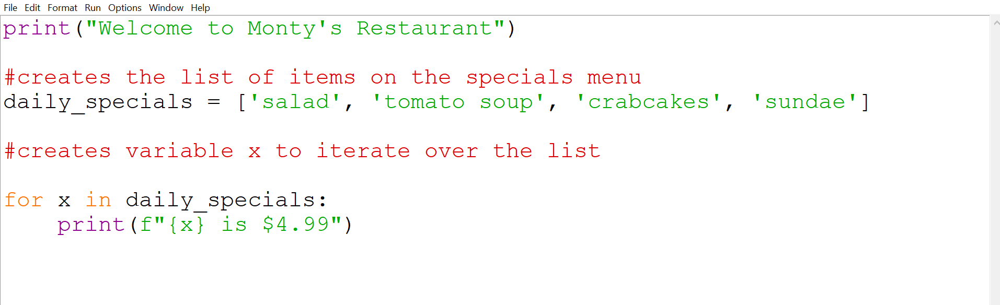 File Edit Format Run Options Window Help
print("Welcome to Monty's Restaurant")
#creates the list of items on the specials menu
daily_specials = ['salad', 'tomato soup', 'crabcakes', 'sundae']
#creates variable x to iterate over the list
for x in daily_specials:
    print(f"{x} is $4.99")